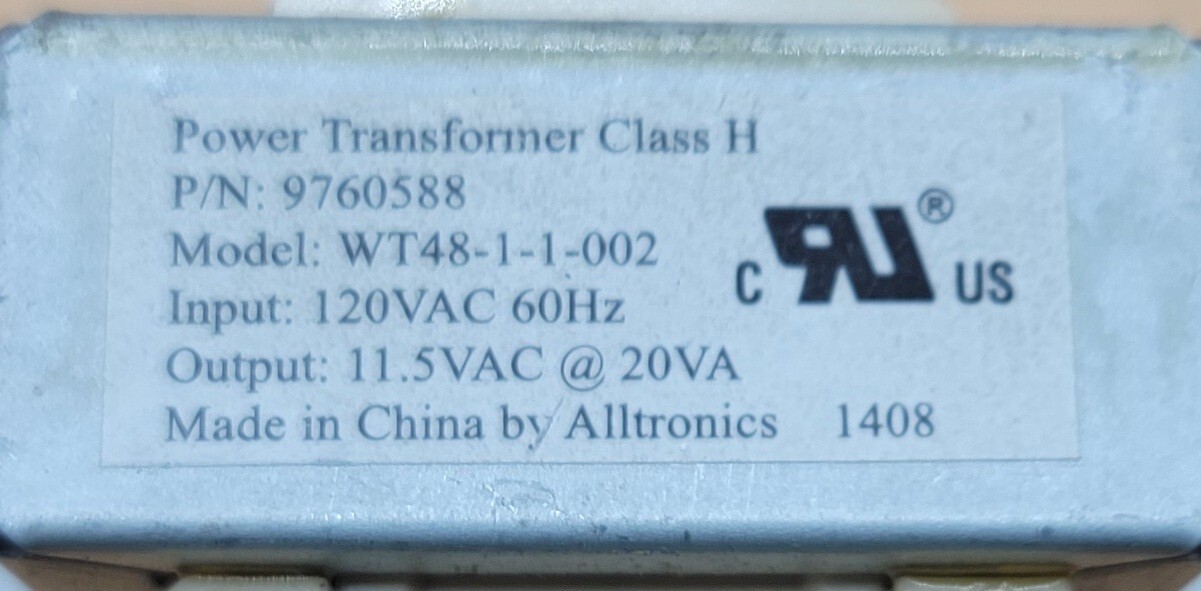 Power Transformer Class H
P/N: 9760588
Model: WT48-1-1-002
Input: 120VAC 60Hz
Output: 11.5VAC @ 20VA
Made in China by Alltronics 1408
C RU® US